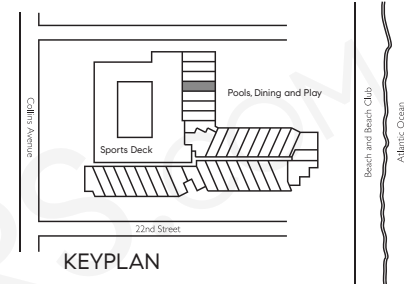 Pools, Dining and Play
Sports Deck
Collins Avenue
22nd Street
Beach and Beach Club
Atlantic Ocean
KEYPLAN